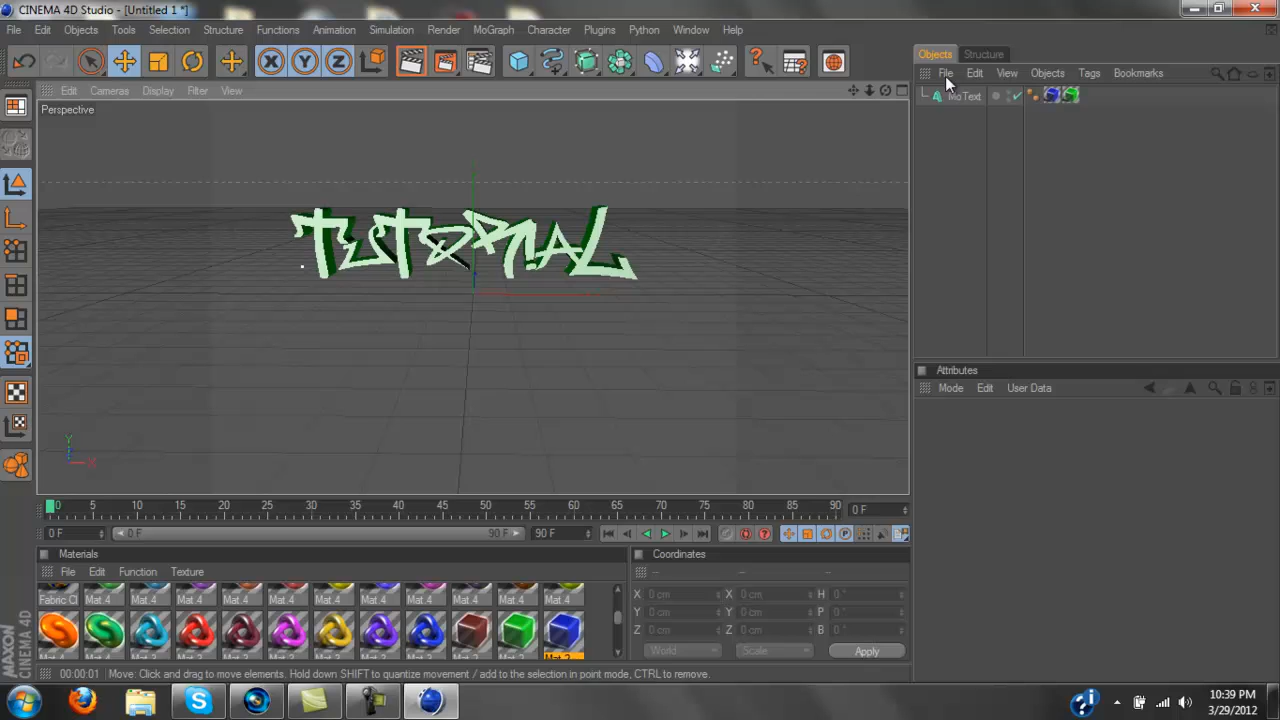 CINEMA 4D Studio - [Untitled 1 *]
File Edit Objects Tools Selection Structure Functions Animation Simulation Render MoGraph Character Plugins Python Window Help
Objects Structure
File Edit View Objects Tags Bookmarks
MoText
Edit Cameras Display Filter View
Perspective
TUTORIAL
Y
X
Attributes
Mode Edit User Data
0 5 10 15 20 25 30 35 40 45 50 55 60 65 70 75 80 85 90 0 F
0 F 0 F 90 F 90 F
Materials
File Edit Function Texture
Fabric Cl Mat.4 Mat.4 Mat.4 Mat.4 Mat.4 Mat.4 Mat.4 Mat.4 Mat.4 Mat.4 Mat.4
Coordinates
-- -- --
X 0 cm X 0 cm H 0 °
Y 0 cm Y 0 cm P 0 °
Z 0 cm Z 0 cm B 0 °
World Scale Apply
MAXON CINEMA 4D
00:00:01 Move: Click and drag to move elements. Hold down SHIFT to quantize movement / add to the selection in point mode, CTRL to remove.
10:39 PM
3/29/2012